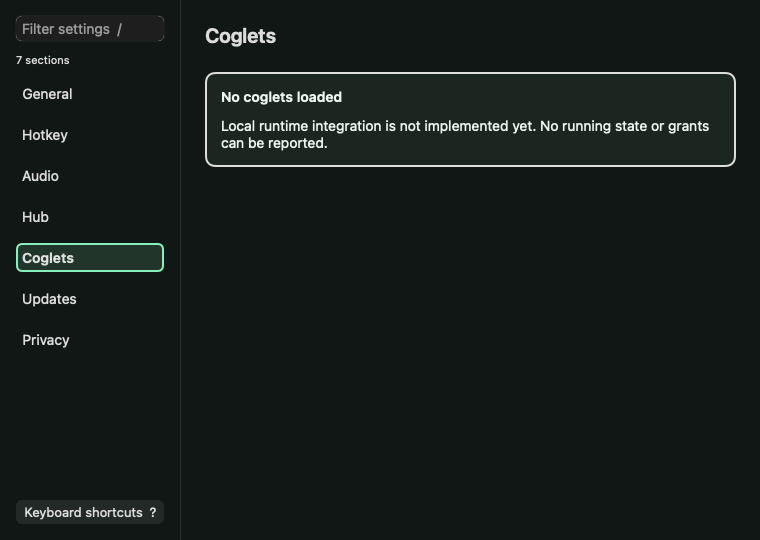 Filter settings /
7 sections
General
Hotkey
Audio
Hub
Coglets
Updates
Privacy
Keyboard shortcuts ?
Coglets
No coglets loaded
Local runtime integration is not implemented yet. No running state or grants
can be reported.